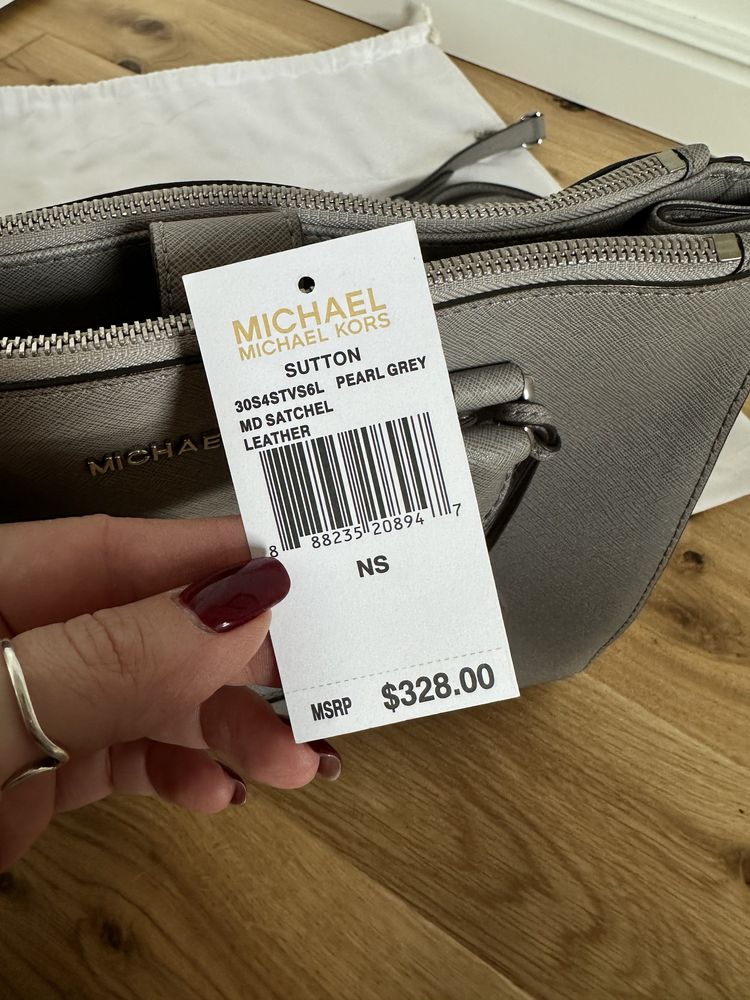 MICHAEL
MICHAEL KORS
SUTTON
30S4STVS6L PEARL GREY
MD SATCHEL
LEATHER
8 88235 20894 7
NS
MSRP $328.00
MICHAE